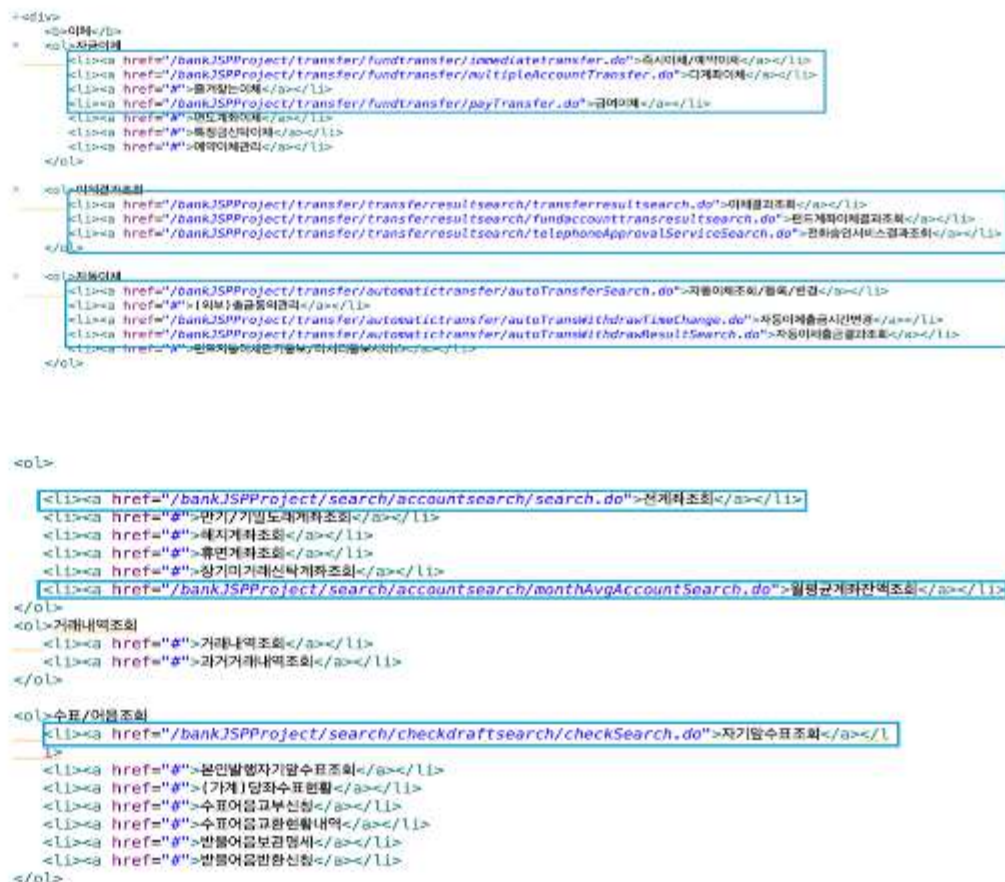 <div>
<b>이체</b>
<ol>자금이체
<li><a href="/bankJSPProject/transfer/fundtransfer/immediatetransfer.do">즉시이체/예약이체</a></li>
<li><a href="/bankJSPProject/transfer/fundtransfer/multipleAccountTransfer.do">다계좌이체</a></li>
<li><a href="#">즐겨찾는이체</a></li>
<li><a href="/bankJSPProject/transfer/fundtransfer/payTransfer.do">급여이체</a></li>
<li><a href="#">연도계좌이체</a></li>
<li><a href="#">특정금신탁이체</a></li>
<li><a href="#">예약이체관리</a></li>
</ol>
<ol>이체결과조회
<li><a href="/bankJSPProject/transfer/transferresultsearch/transferresultsearch.do">이체결과조회</a></li>
<li><a href="/bankJSPProject/transfer/transferresultsearch/fundaccounttransresultsearch.do">펀드계좌이체결과조회</a></li>
<li><a href="/bankJSPProject/transfer/transferresultsearch/telephoneApprovalServiceSearch.do">전화승인서비스결과조회</a></li>
</ol>
<ol>자동이체
<li><a href="/bankJSPProject/transfer/automatictransfer/autoTransferSearch.do">자동이체조회/등록/변경</a></li>
<li><a href="#">(외부)출금동의관리</a></li>
<li><a href="/bankJSPProject/transfer/automatictransfer/autoTransWithdrawTimeChange.do">자동이체출금시간변경</a></li>
<li><a href="/bankJSPProject/transfer/automatictransfer/autoTransWithdrawResultSearch.do">자동이체출금결과조회</a></li>
<li><a href="#"></a></li>
</ol>
<ol>
<li><a href="/bankJSPProject/search/accountsearch/search.do">전계좌조회</a></li>
<li><a href="#">만기/기일도래계좌조회</a></li>
<li><a href="#">해지계좌조회</a></li>
<li><a href="#">휴면계좌조회</a></li>
<li><a href="#">장기미거래신탁계좌조회</a></li>
<li><a href="/bankJSPProject/search/accountsearch/monthAvgAccountSearch.do">월평균계좌잔액조회</a></li>
</ol>
<ol>거래내역조회
<li><a href="#">거래내역조회</a></li>
<li><a href="#">과거거래내역조회</a></li>
</ol>
<ol>수표/어음조회
<li><a href="/bankJSPProject/search/checkdraftsearch/checkSearch.do">자기앞수표조회</a></l
i>
<li><a href="#">본인발행자기앞수표조회</a></li>
<li><a href="#">(가계)당좌수표현황</a></li>
<li><a href="#">수표어음교부신청</a></li>
<li><a href="#">수표어음교환현황내역</a></li>
<li><a href="#">받을어음보관명세</a></li>
<li><a href="#">받을어음반환신청</a></li>
</ol>